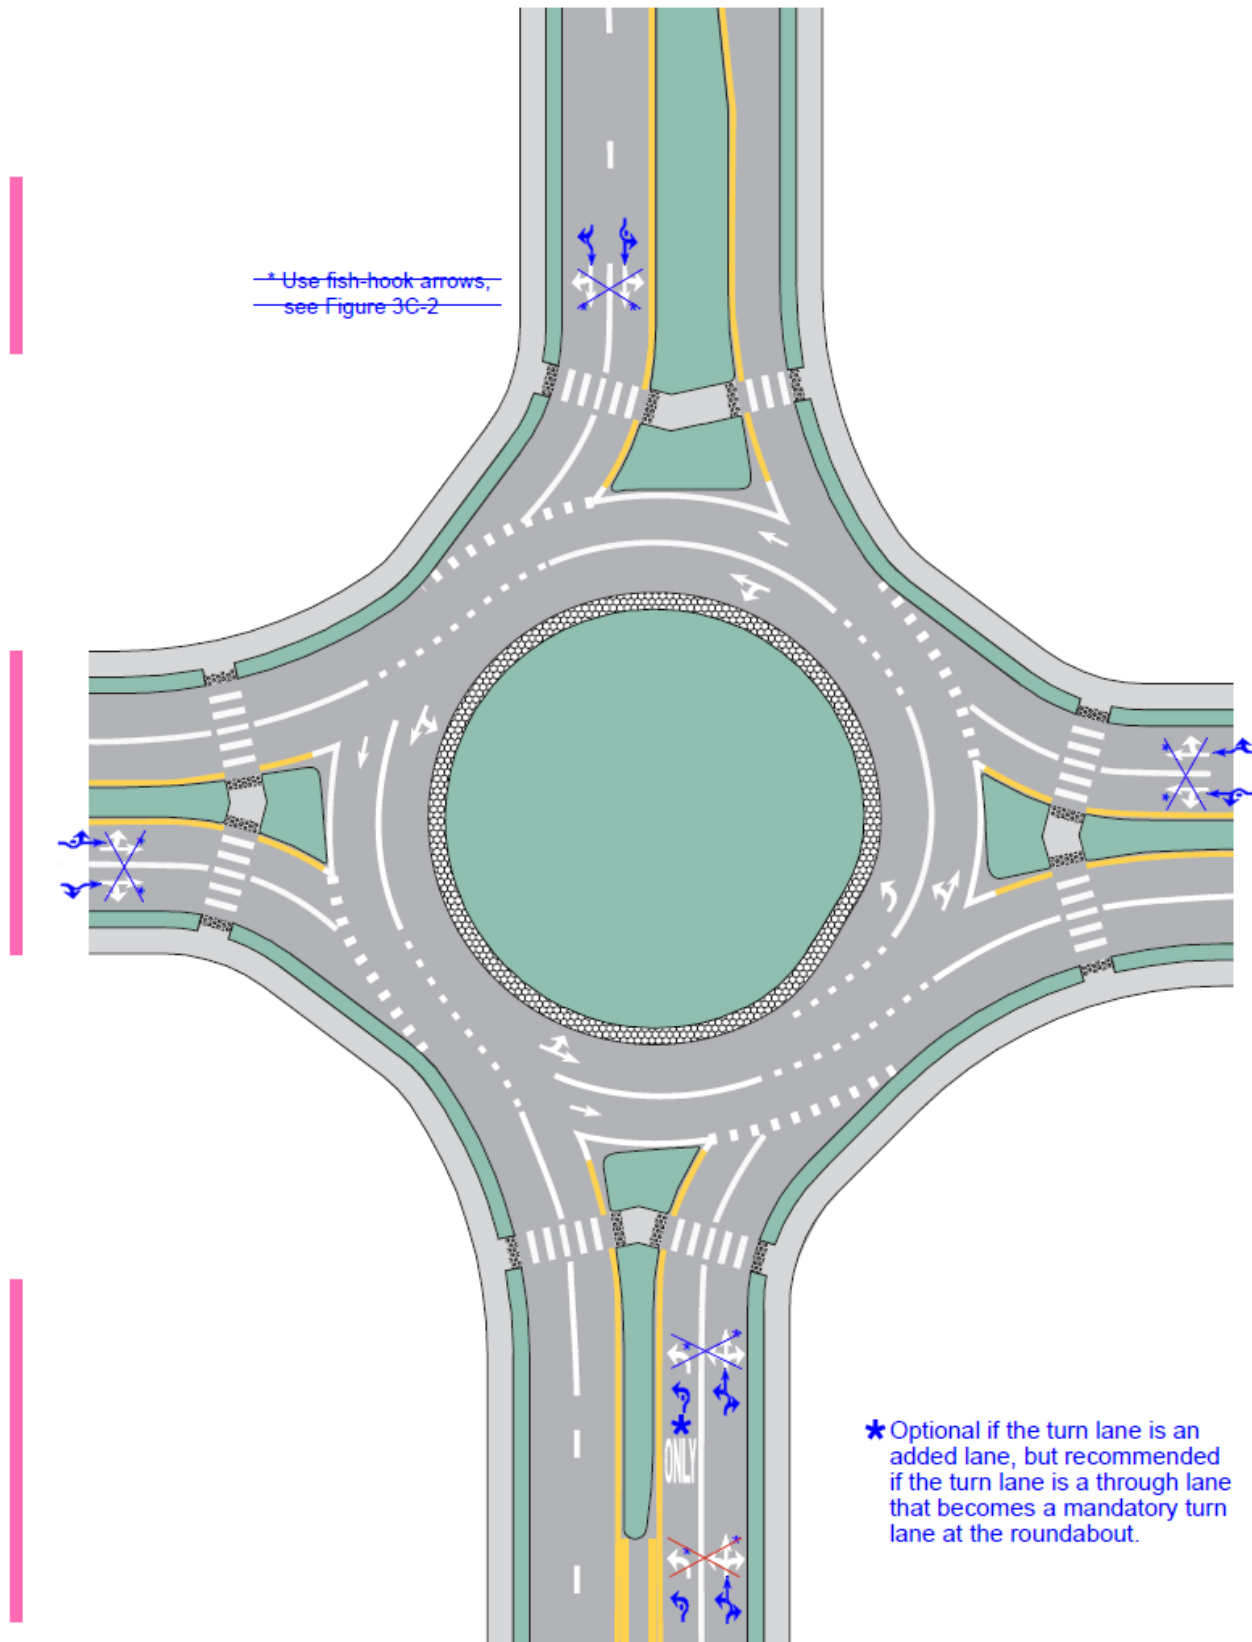 * Use fish-hook arrows,
see Figure 3C-2
* Optional if the turn lane is an
added lane, but recommended
if the turn lane is a through lane
that becomes a mandatory turn
lane at the roundabout.
*
ONLY